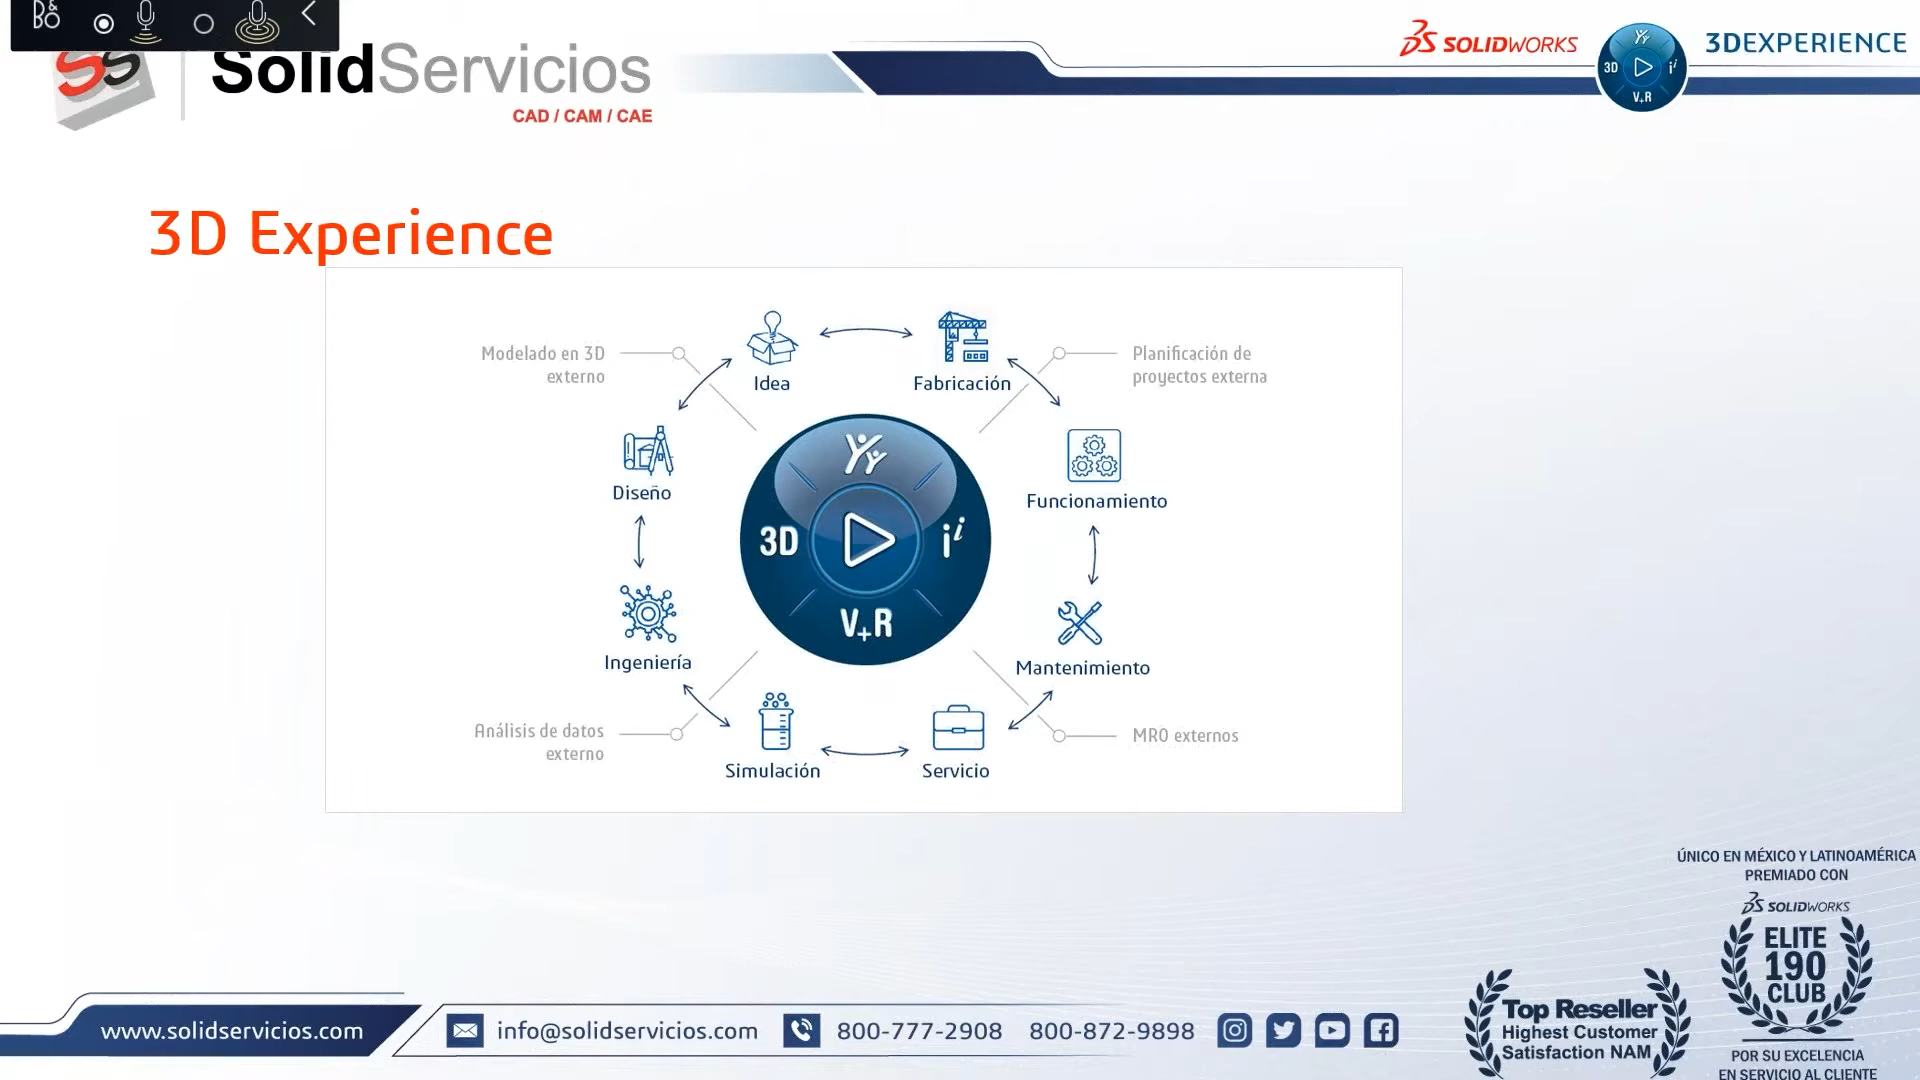 B&O
SS
SolidServicios
CAD / CAM / CAE
SOLIDWORKS
3D
V+R
3DEXPERIENCE
3D Experience
Modelado en 3D
externo
Idea
Fabricación
Planificación de
proyectos externa
Diseño
Funcionamiento
3D
i i
V+R
Ingeniería
Mantenimiento
Análisis de datos
externo
Simulación
Servicio
MRO externos
ÚNICO EN MÉXICO Y LATINOAMÉRICA
PREMIADO CON
SOLIDWORKS
ELITE
190
CLUB
POR SU EXCELENCIA
EN SERVICIO AL CLIENTE
Top Reseller
Highest Customer
Satisfaction NAM
www.solidservicios.com
info@solidservicios.com
800-777-2908
800-872-9898